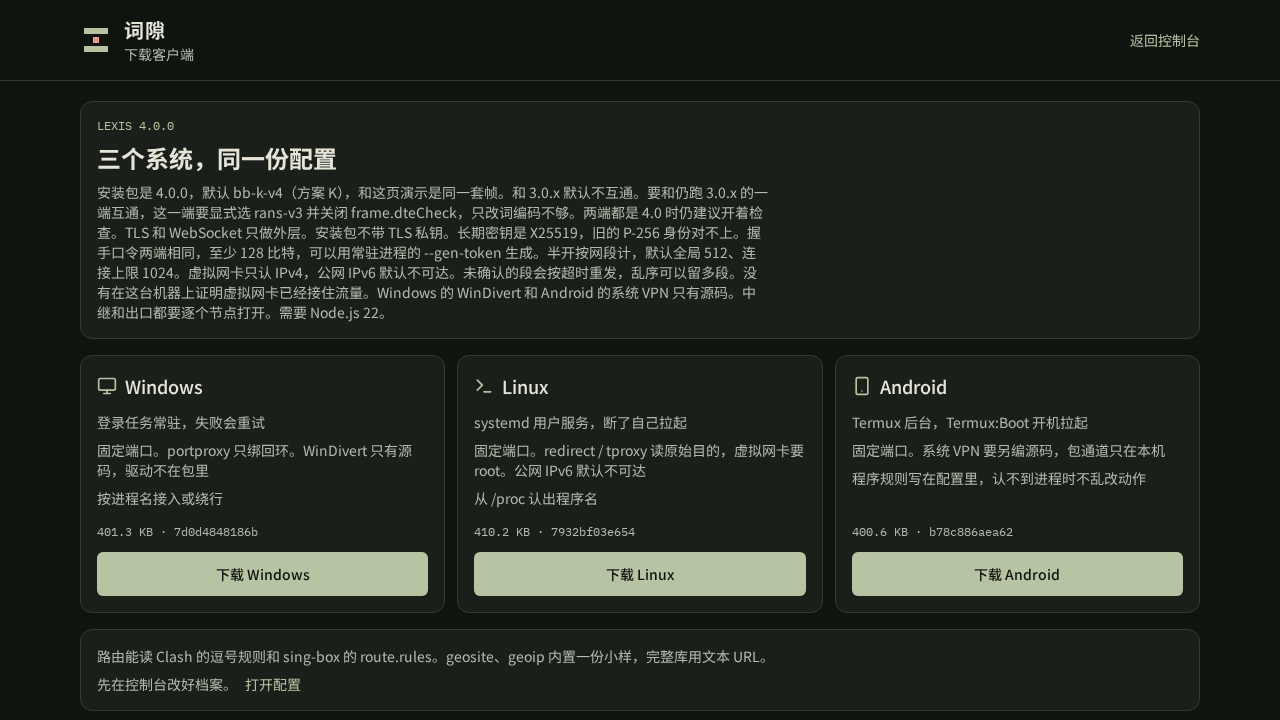 词隙
下载客户端
返回控制台
LEXIS 4.0.0
三个系统，同一份配置
安装包是 4.0.0，默认 bb-k-v4（方案 K），和这页演示是同一套帧。和 3.0.x 默认不互通。要和仍跑 3.0.x 的一
端互通，这一端要显式选 rans-v3 并关闭 frame.dteCheck，只改词编码不够。两端都是 4.0 时仍建议开着检
查。TLS 和 WebSocket 只做外层。安装包不带 TLS 私钥。长期密钥是 X25519，旧的 P-256 身份对不上。握
手口令两端相同，至少 128 比特，可以用常驻进程的 --gen-token 生成。半开按网段计，默认全局 512、连
接上限 1024。虚拟网卡只认 IPv4，公网 IPv6 默认不可达。未确认的段会按超时重发，乱序可以留多段。没
有在这台机器上证明虚拟网卡已经接住流量。Windows 的 WinDivert 和 Android 的系统 VPN 只有源码。中
继和出口都要逐个节点打开。需要 Node.js 22。
Windows
登录任务常驻，失败会重试
固定端口。portproxy 只绑回环。WinDivert 只有源
码，驱动不在包里
按进程名接入或绕行
401.3 KB · 7d0d4848186b
下载 Windows
Linux
systemd 用户服务，断了自己拉起
固定端口。redirect / tproxy 读原始目的，虚拟网卡要
root。公网 IPv6 默认不可达
从 /proc 认出程序名
410.2 KB · 7932bf03e654
下载 Linux
Android
Termux 后台，Termux:Boot 开机拉起
固定端口。系统 VPN 要另编源码，包通道只在本机
程序规则写在配置里，认不到进程时不乱改动作
400.6 KB · b78c886aea62
下载 Android
路由能读 Clash 的逗号规则和 sing-box 的 route.rules。geosite、geoip 内置一份小样，完整库用文本 URL。
先在控制台改好档案。 打开配置